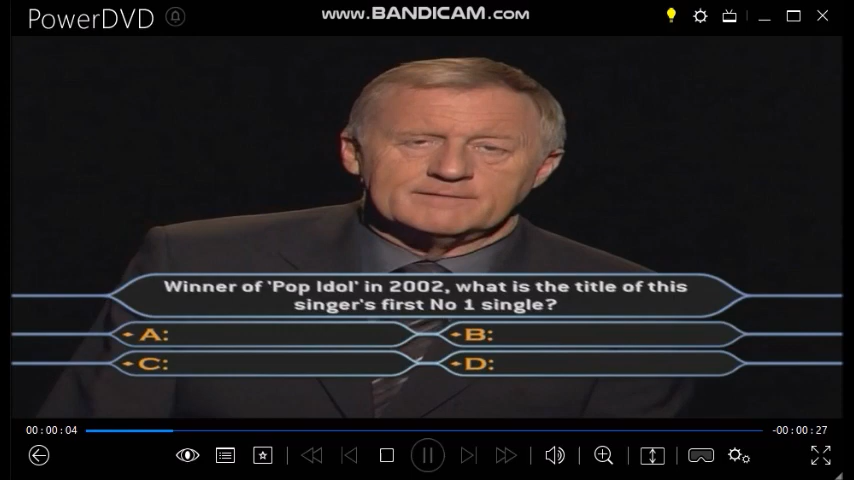 PowerDVD
www.BANDICAM.com
Winner of 'Pop Idol' in 2002, what is the title of this
singer's first No 1 single?
A:
B:
C:
D:
00:00:04
-00:00:27